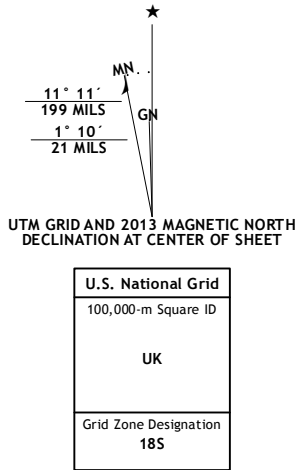 ★
MN
11° 11´
199 MILS
GN
1° 10´
21 MILS
UTM GRID AND 2013 MAGNETIC NORTH
DECLINATION AT CENTER OF SHEET
U.S. National Grid
100,000-m Square ID
UK
Grid Zone Designation
18S